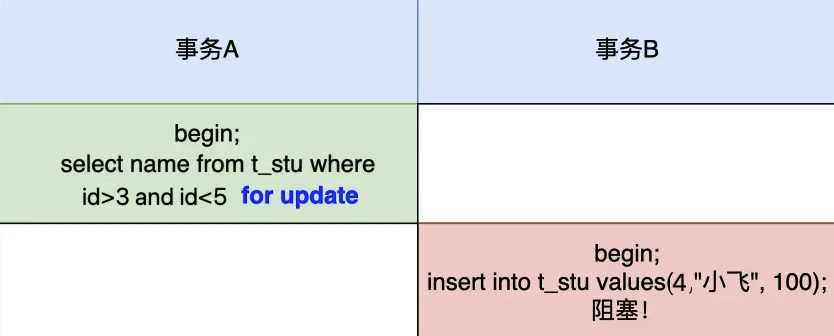 事务A
事务B
begin;
select name from t_stu where
id>3 and id<5 for update
begin;
insert into t_stu values(4,"小飞", 100);
阻塞!